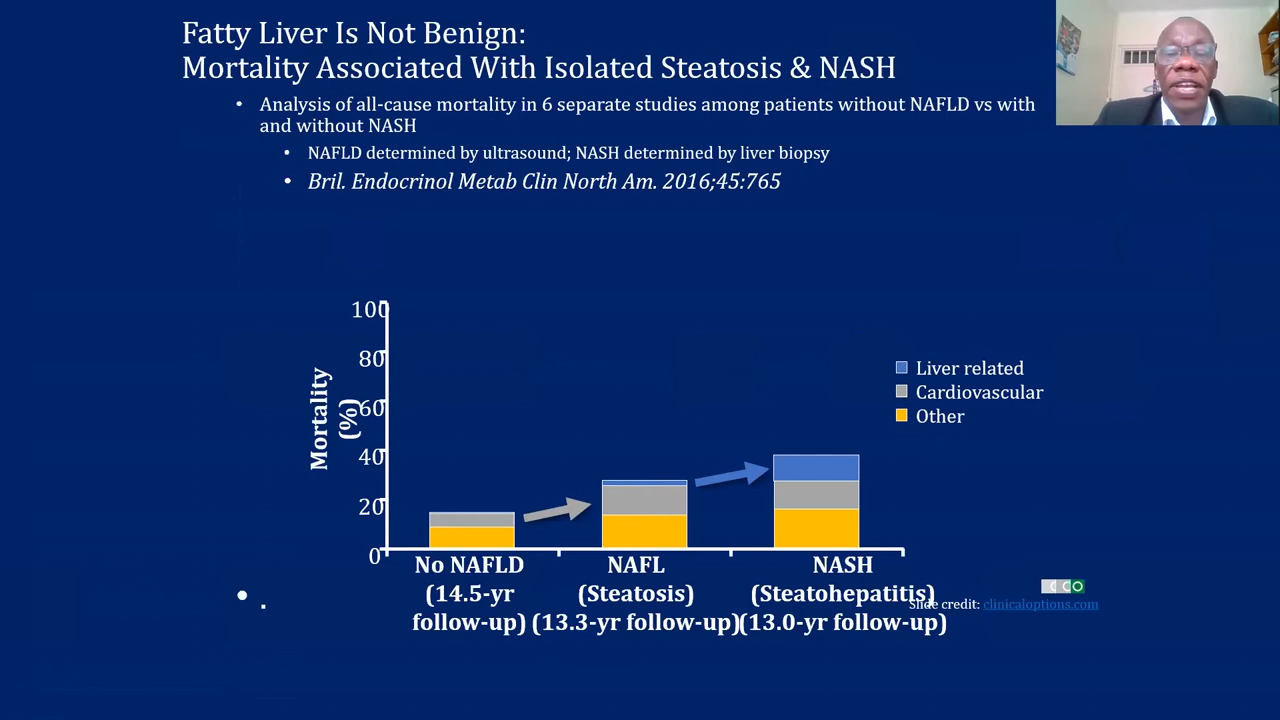 Fatty Liver Is Not Benign:
Mortality Associated With Isolated Steatosis & NASH
• Analysis of all-cause mortality in 6 separate studies among patients without NAFLD vs with
and without NASH
• NAFLD determined by ultrasound; NASH determined by liver biopsy
• Bril. Endocrinol Metab Clin North Am. 2016;45:765
100
80
60
40
20
0
Mortality
(%)
Liver related
Cardiovascular
Other
No NAFLD
(14.5-yr
follow-up)
NAFL
(Steatosis)
(13.3-yr follow-up)
NASH
(Steatohepatitis)
(13.0-yr follow-up)
• .
CCO
Slide credit: clinicaloptions.com